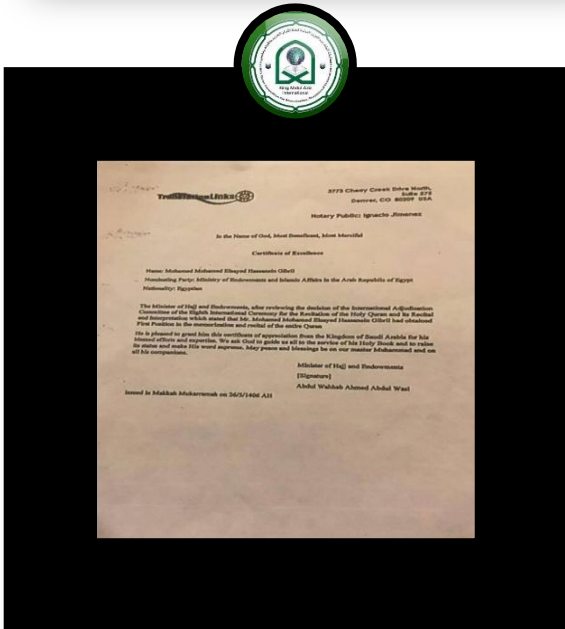 King Abdul Aziz
International
TranslationLinks
3773 Cherry Creek Drive North,
Suite 575
Denver, CO 80209 USA
Notary Public: Ignacio Jimenez
In the Name of God, Most Beneficent, Most Merciful
Certificate of Excellence
Name: Mohamed Mohamed Elsayed Hassanein Gibril
Nominating Party: Ministry of Endowments and Islamic Affairs in the Arab Republic of Egypt
Nationality: Egyptian
The Minister of Hajj and Endowments, after reviewing the decision of the International Adjudication
Committee of the Eighth International Ceremony for the Recitation of the Holy Quran and its Recital
and Interpretation which stated that Mr. Mohamed Mohamed Elsayed Hassanein Gibril had obtained
First Position in the memorization and recital of the entire Quran
He is pleased to grant him this certificate of appreciation from the Kingdom of Saudi Arabia for his
blessed efforts and expertise. We ask God to guide us all to the service of his Holy Book and to raise
its status and make His word supreme. May peace and blessings be on our master Muhammed and on
all his companions.
Minister of Hajj and Endowments
[Signature]
Abdul Wahhab Ahmed Abdul Wasi
Issued in Makkah Mukarramah on 26/5/1406 AH